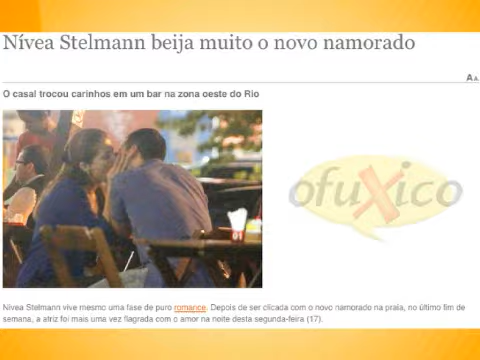 Nívea Stelmann beija muito o novo namorado
A A
O casal trocou carinhos em um bar na zona oeste do Rio
ofuxico
Nivea Stelmann vive mesmo uma fase de puro romance. Depois de ser clicada com o novo namorado na praia, no último fim de
semana, a atriz foi mais uma vez flagrada com o amor na noite desta segunda-feira (17).